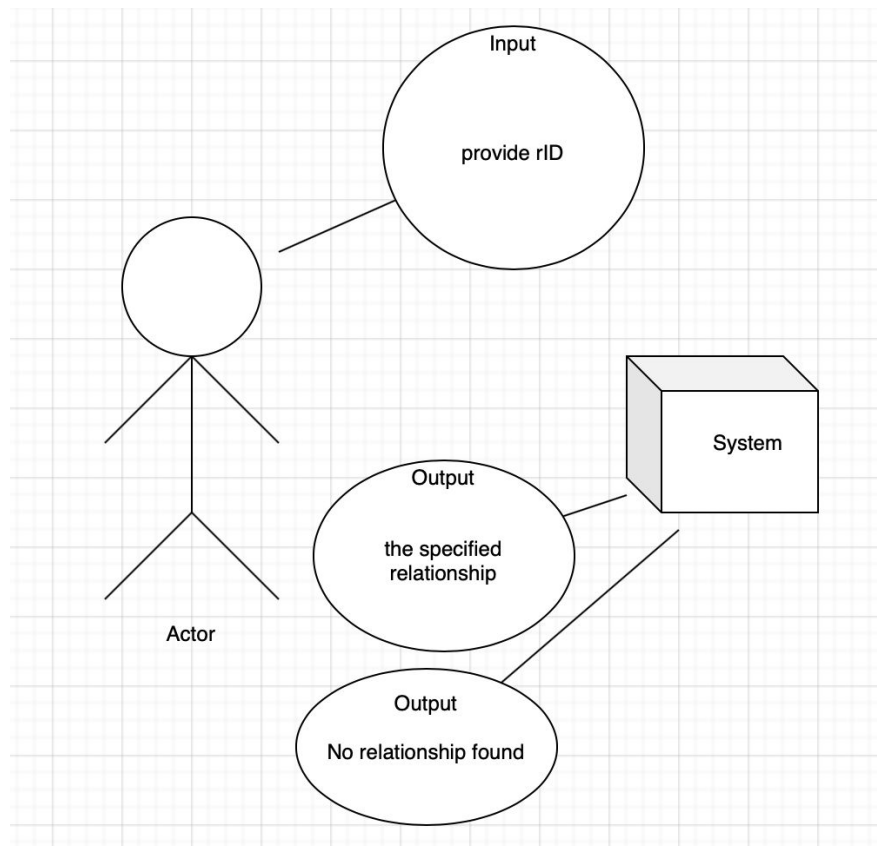 Input
provide rID
System
Output
the specified
relationship
Actor
Output
No relationship found